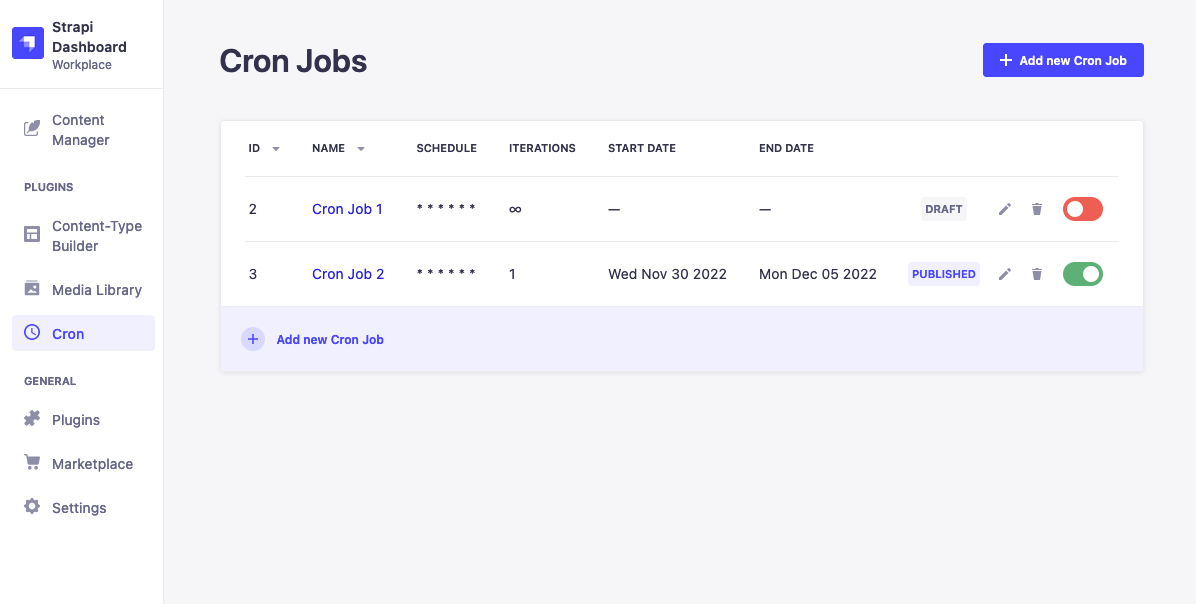 Strapi
Dashboard
Workplace
Content
Manager
PLUGINS
Content-Type
Builder
Media Library
Cron
GENERAL
Plugins
Marketplace
Settings
Cron Jobs
Add new Cron Job
ID NAME SCHEDULE ITERATIONS START DATE END DATE
2 Cron Job 1 * * * * * * ∞ — — DRAFT
3 Cron Job 2 * * * * * * 1 Wed Nov 30 2022 Mon Dec 05 2022 PUBLISHED
Add new Cron Job